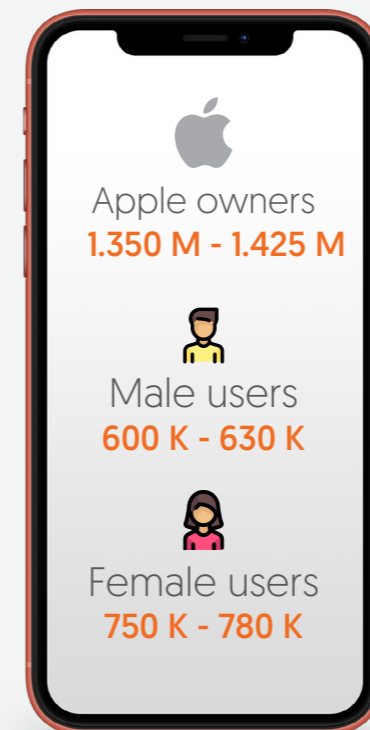 Apple owners
1.350 M - 1.425 M
Male users
600 K - 630 K
Female users
750 K - 780 K